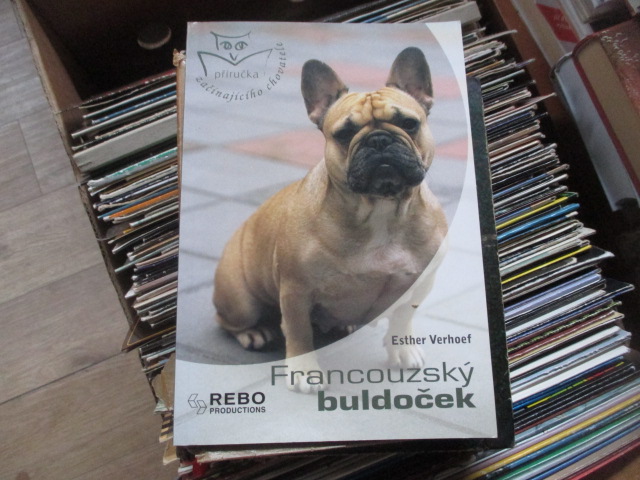 příručka
začínajícího chovatele
Esther Verhoef
Francouzský
buldoček
REBO
PRODUCTIONS